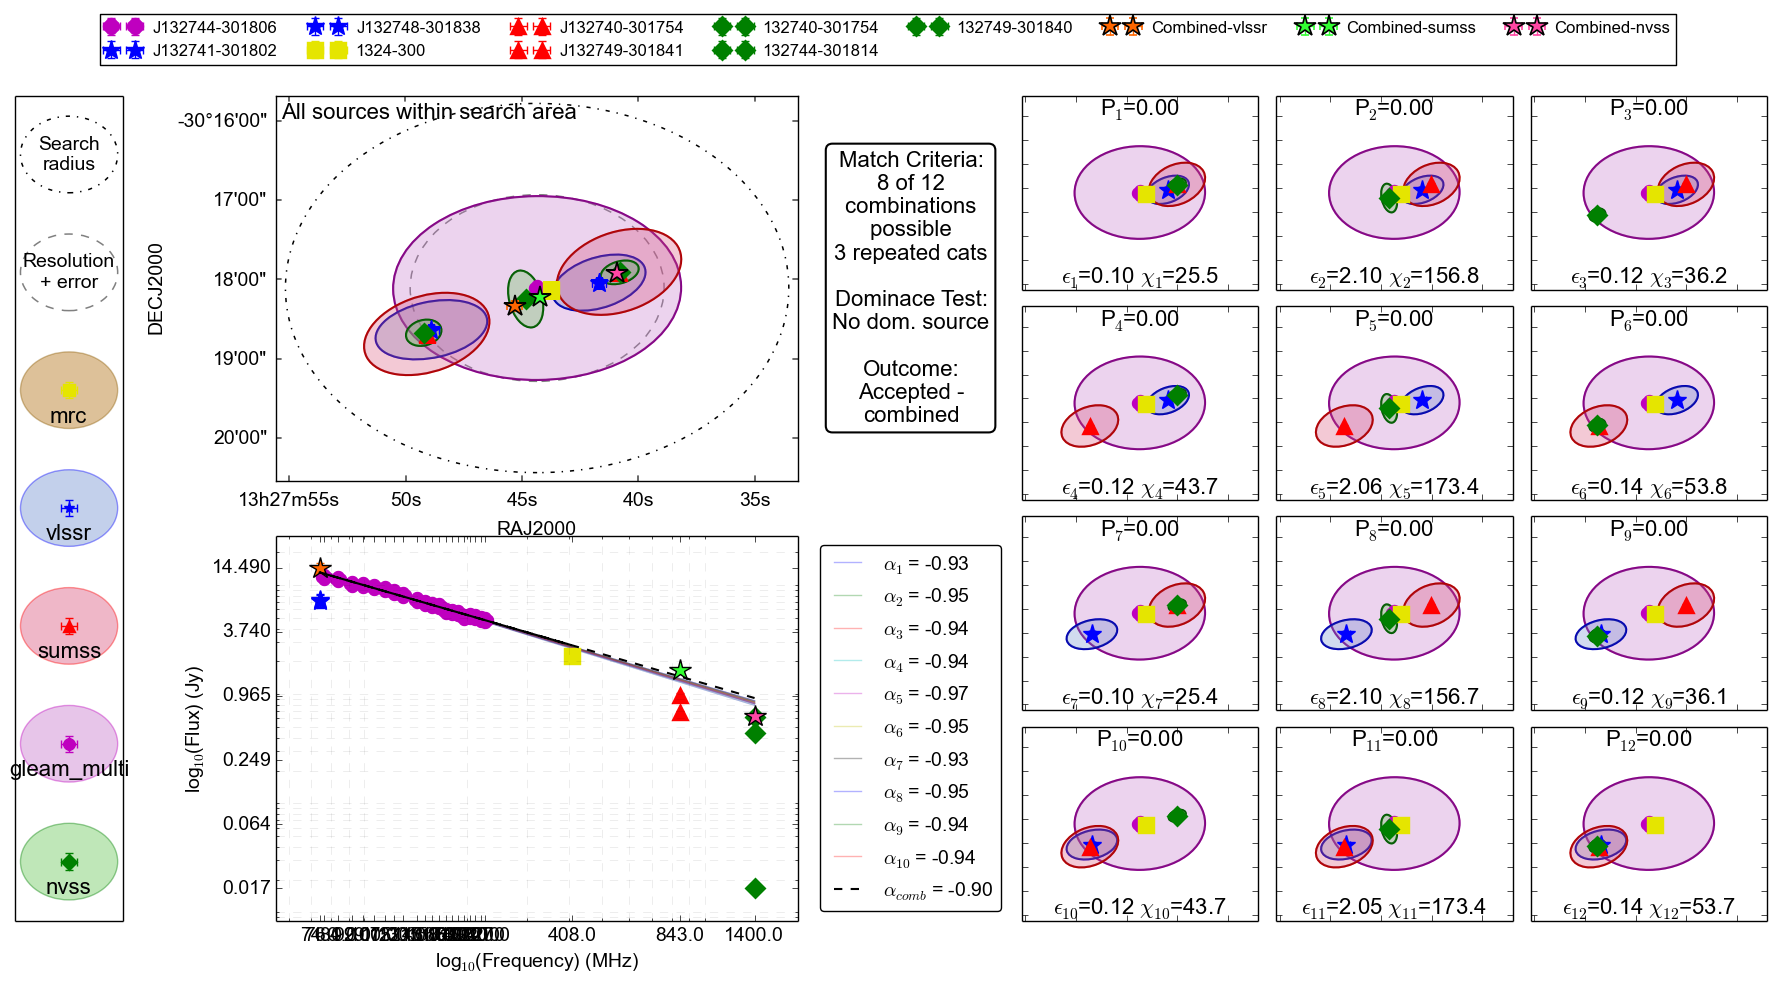 J132744-301806 J132748-301838 J132740-301754 132740-301754 132749-301840 Combined-vlssr Combined-sumss Combined-nvss
J132741-301802 1324-300 J132749-301841 132744-301814
Search
radius
Resolution
+ error
mrc
vlssr
sumss
gleam_multi
nvss
All sources within search area
DECJ2000
-30°16'00"
17'00"
18'00"
19'00"
20'00"
13h27m55s 50s 45s 40s 35s
RAJ2000
Match Criteria:
8 of 12
combinations
possible
3 repeated cats
Dominace Test:
No dom. source
Outcome:
Accepted -
combined
log₁₀(Flux) (Jy)
14.490
3.740
0.965
0.249
0.064
0.017
408.0 843.0 1400.0
log₁₀(Frequency) (MHz)
α₁ = -0.93
α₂ = -0.95
α₃ = -0.94
α₄ = -0.94
α₅ = -0.97
α₆ = -0.95
α₇ = -0.93
α₈ = -0.95
α₉ = -0.94
α₁₀ = -0.94
α_comb = -0.90
P₁=0.00 P₂=0.00 P₃=0.00
ϵ₁=0.10 χ₁=25.5 ϵ₂=2.10 χ₂=156.8 ϵ₃=0.12 χ₃=36.2
P₄=0.00 P₅=0.00 P₆=0.00
ϵ₄=0.12 χ₄=43.7 ϵ₅=2.06 χ₅=173.4 ϵ₆=0.14 χ₆=53.8
P₇=0.00 P₈=0.00 P₉=0.00
ϵ₇=0.10 χ₇=25.4 ϵ₈=2.10 χ₈=156.7 ϵ₉=0.12 χ₉=36.1
P₁₀=0.00 P₁₁=0.00 P₁₂=0.00
ϵ₁₀=0.12 χ₁₀=43.7 ϵ₁₁=2.05 χ₁₁=173.4 ϵ₁₂=0.14 χ₁₂=53.7